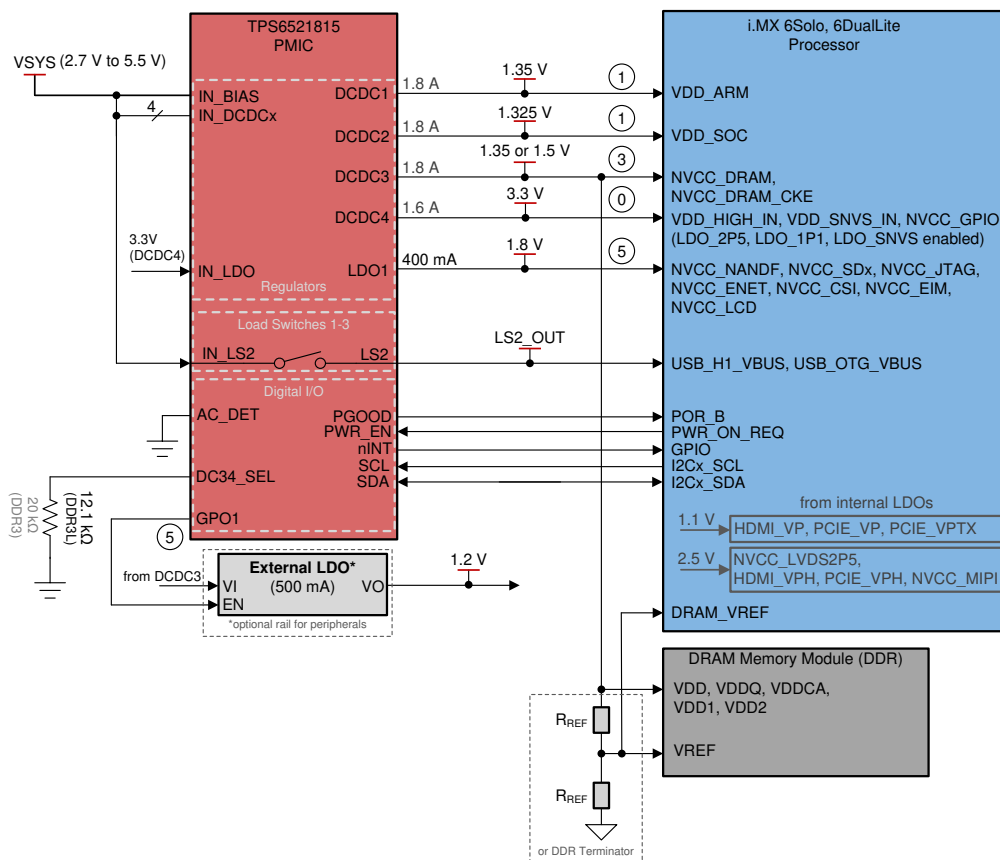 TPS6521815
PMIC
i.MX 6Solo, 6DualLite
Processor
VSYS (2.7 V to 5.5 V)
IN_BIAS
4
IN_DCDCx
DCDC1
1.8 A
1.35 V
1
VDD_ARM
DCDC2
1.8 A
1.325V
1
VDD_SOC
DCDC3
1.8 A
1.35 or 1.5 V
3
NVCC_DRAM,
NVCC_DRAM_CKE
DCDC4
1.6 A
3.3 V
0
VDD_HIGH_IN, VDD_SNVS_IN, NVCC_GPIO
(LDO_2P5, LDO_1P1, LDO_SNVS enabled)
3.3V
(DCDC4)
IN_LDO
LDO1
400 mA
1.8 V
5
NVCC_NANDF, NVCC_SDx, NVCC_JTAG,
NVCC_ENET, NVCC_CSI, NVCC_EIM,
NVCC_LCD
Regulators
Load Switches 1-3
IN_LS2
LS2
LS2_OUT
USB_H1_VBUS, USB_OTG_VBUS
Digital I/O
AC_DET
PGOOD
POR_B
PWR_EN
PWR_ON_REQ
nINT
GPIO
SCL
I2Cx_SCL
SDA
I2Cx_SDA
DC34_SEL
12.1 kΩ
(DDR3L)
20 kΩ
(DDR3)
GPO1
5
from internal LDOs
1.1 V
HDMI_VP, PCIE_VP, PCIE_VPTX
2.5 V
NVCC_LVDS2P5,
HDMI_VPH, PCIE_VPH, NVCC_MIPI
from DCDC3
External LDO*
(500 mA)
VI
VO
EN
1.2 V
*optional rail for peripherals
DRAM_VREF
DRAM Memory Module (DDR)
VDD, VDDQ, VDDCA,
VDD1, VDD2
RREF
VREF
RREF
or DDR Terminator